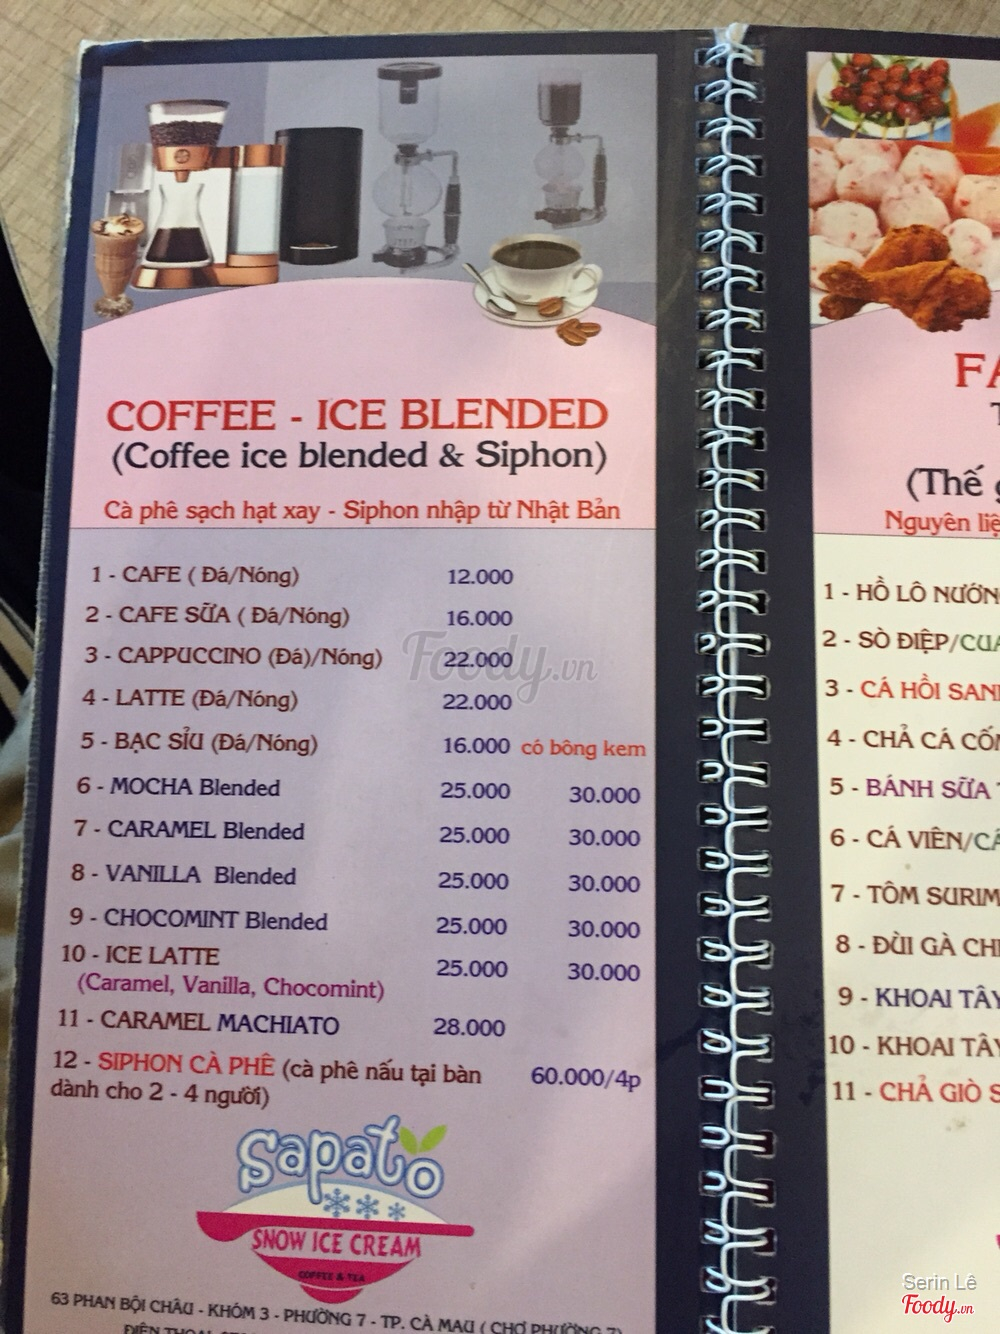 COFFEE - ICE BLENDED
(Coffee ice blended & Siphon)
Cà phê sạch hạt xay - Siphon nhập từ Nhật Bản
1 - CAFE ( Đá/Nóng) 12.000
2 - CAFE SỮA ( Đá/Nóng) 16.000
3 - CAPPUCCINO (Đá)/Nóng) 22.000
4 - LATTE (Đá/Nóng) 22.000
5 - BẠC SỈU (Đá/Nóng) 16.000 có bông kem
6 - MOCHA Blended 25.000 30.000
7 - CARAMEL Blended 25.000 30.000
8 - VANILLA Blended 25.000 30.000
9 - CHOCOMINT Blended 25.000 30.000
10 - ICE LATTE 25.000 30.000
(Caramel, Vanilla, Chocomint)
11 - CARAMEL MACHIATO 28.000
12 - SIPHON CÀ PHÊ (cà phê nấu tại bàn 60.000/4p
dành cho 2 - 4 người)
Sapato
SNOW ICE CREAM
COFFEE & TEA
63 PHAN BỘI CHÂU - KHÓM 3 - PHƯỜNG 7 - TP. CÀ MAU ( CHỢ PHƯỜNG 7)
ĐIỆN THOẠI
Foody.vn
FA
(Thế
Nguyên liệ
1 - HỒ LÔ NƯỚN
2 - SÒ ĐIỆP/CUA
3 - CÁ HỒI SAN
4 - CHẢ CÁ CỐ
5 - BÁNH SỮA
6 - CÁ VIÊN/CÁ
7 - TÔM SURIM
8 - ĐÙI GÀ CHI
9 - KHOAI TÂY
10 - KHOAI TÂY
11 - CHẢ GIÒ S
Serin Lê
Foody.vn